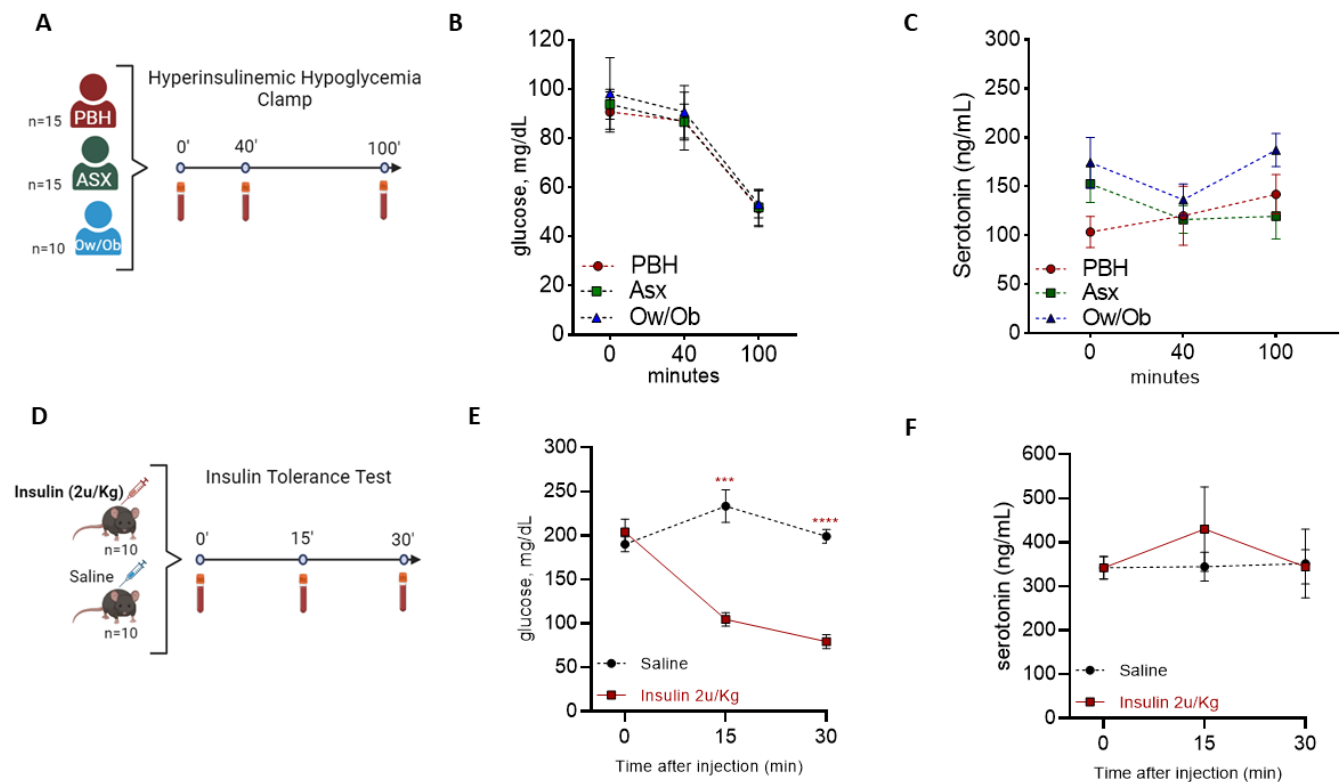 A
Hyperinsulinemic Hypoglycemia
Clamp
n=15
PBH
n=15
ASX
n=10
Ow/Ob
0'
40'
100'
B
glucose, mg/dL
120
100
80
60
40
20
0
PBH
Asx
Ow/Ob
0
40
100
minutes
C
Serotonin (ng/mL)
300
250
200
150
100
50
0
PBH
Asx
Ow/Ob
0
40
100
minutes
D
Insulin Tolerance Test
Insulin (2u/Kg)
n=10
Saline
n=10
0'
15'
30'
E
glucose, mg/dL
300
250
200
150
100
50
0
***
****
Saline
Insulin 2u/Kg
0
15
30
Time after injection (min)
F
serotonin (ng/mL)
600
500
400
300
200
100
0
Saline
Insulin 2u/Kg
0
15
30
Time after injection (min)